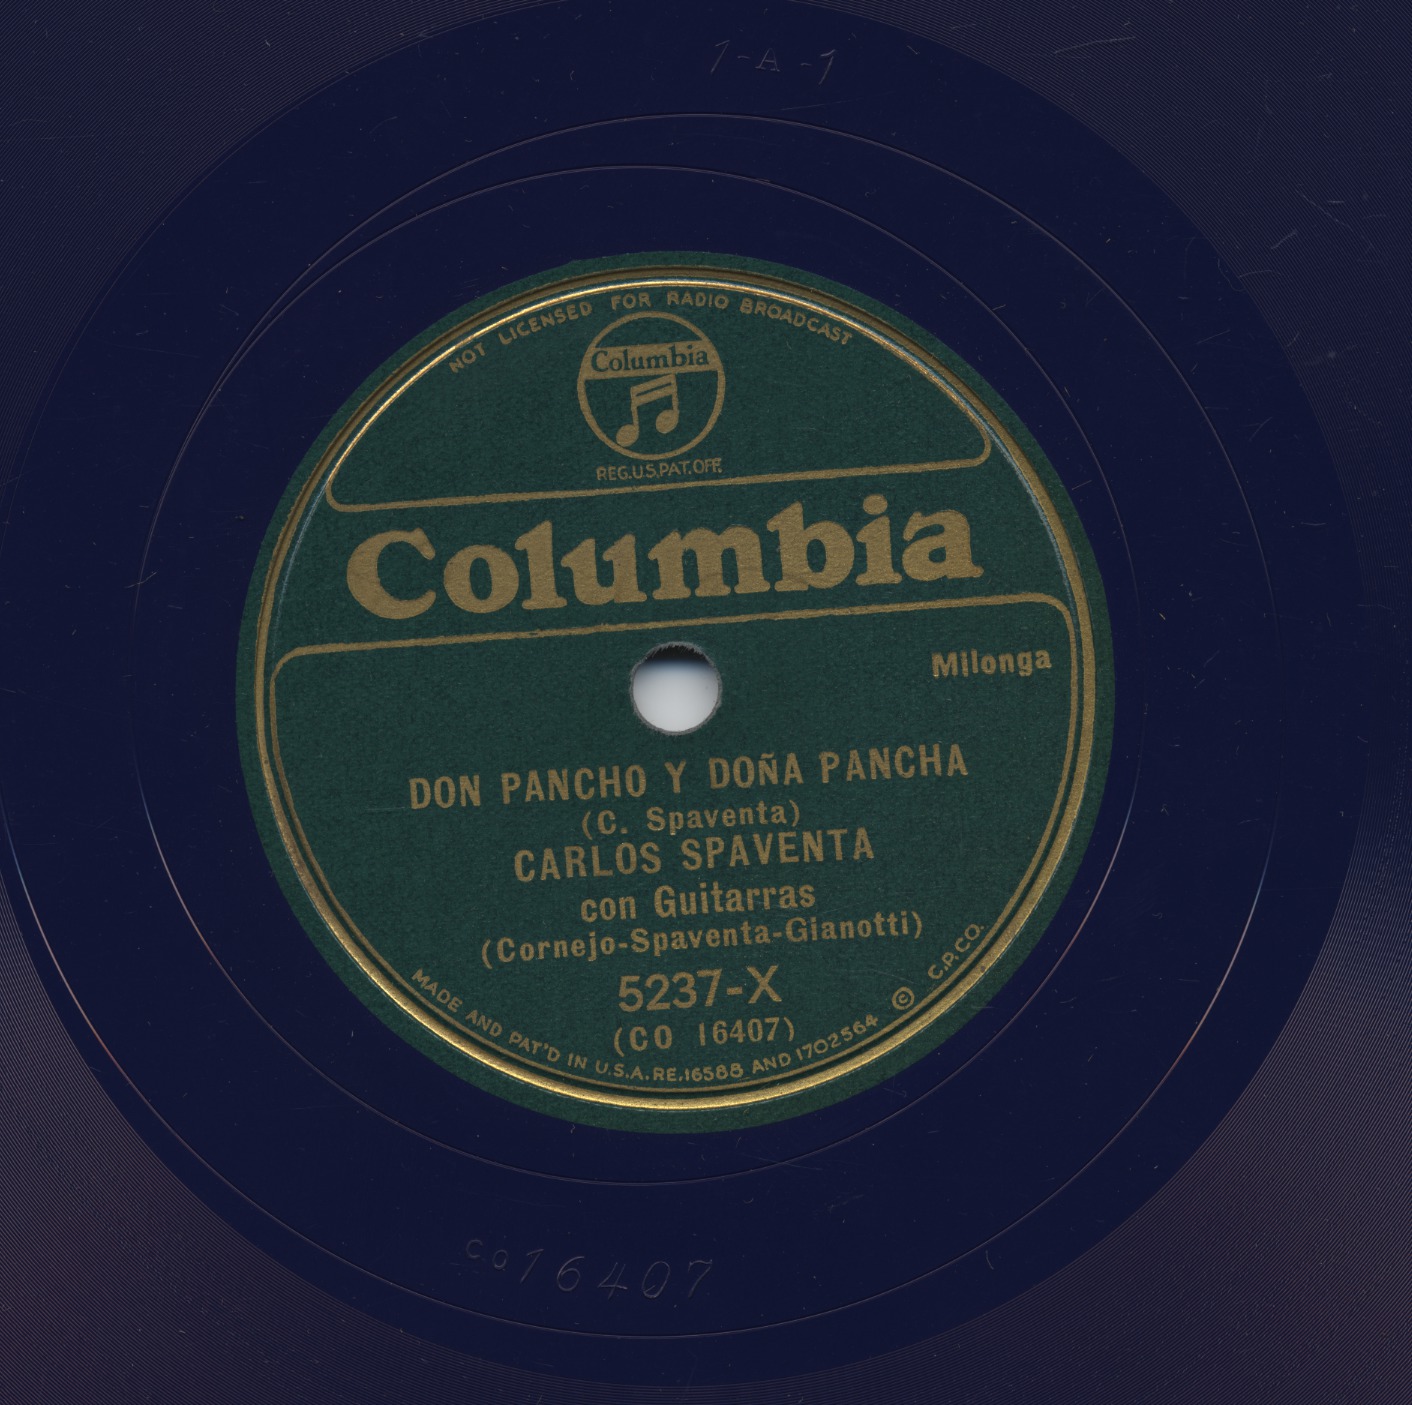 1-A-1
NOT LICENSED FOR RADIO BROADCAST
Columbia
REG.U.S.PAT.OFF.
Columbia
Milonga
DON PANCHO Y DOÑA PANCHA
(C. Spaventa)
CARLOS SPAVENTA
con Guitarras
(Cornejo-Spaventa-Gianotti)
5237-X
(CO 16407)
MADE AND PAT'D IN U.S.A. RE.16588 AND 1702564 © C.P.CO.
CO16407